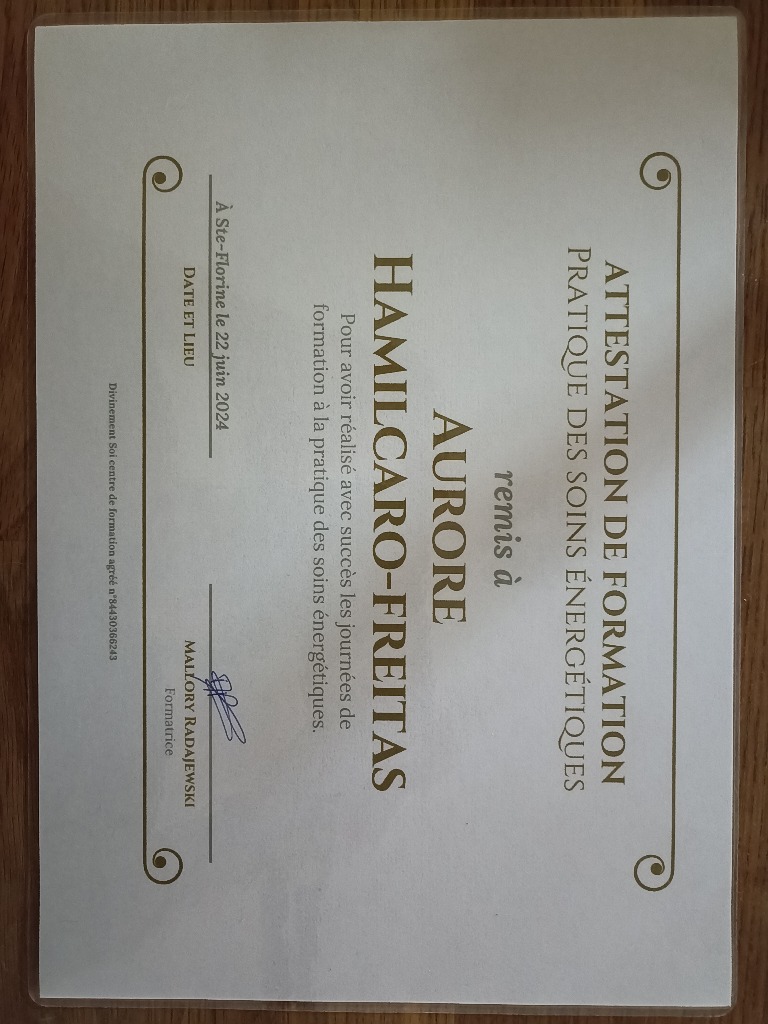 ATTESTATION DE FORMATION
PRATIQUE DES SOINS ÉNERGÉTIQUES
remis à
AURORE
HAMILCARO-FREITAS
Pour avoir réalisé avec succès les journées de
formation à la pratique des soins énergétiques.
À Ste-Florine le 22 juin 2024
DATE ET LIEU
MALLORY RADAJEWSKI
Formatrice
Divinement Soi centre de formation agréé n°84430366243